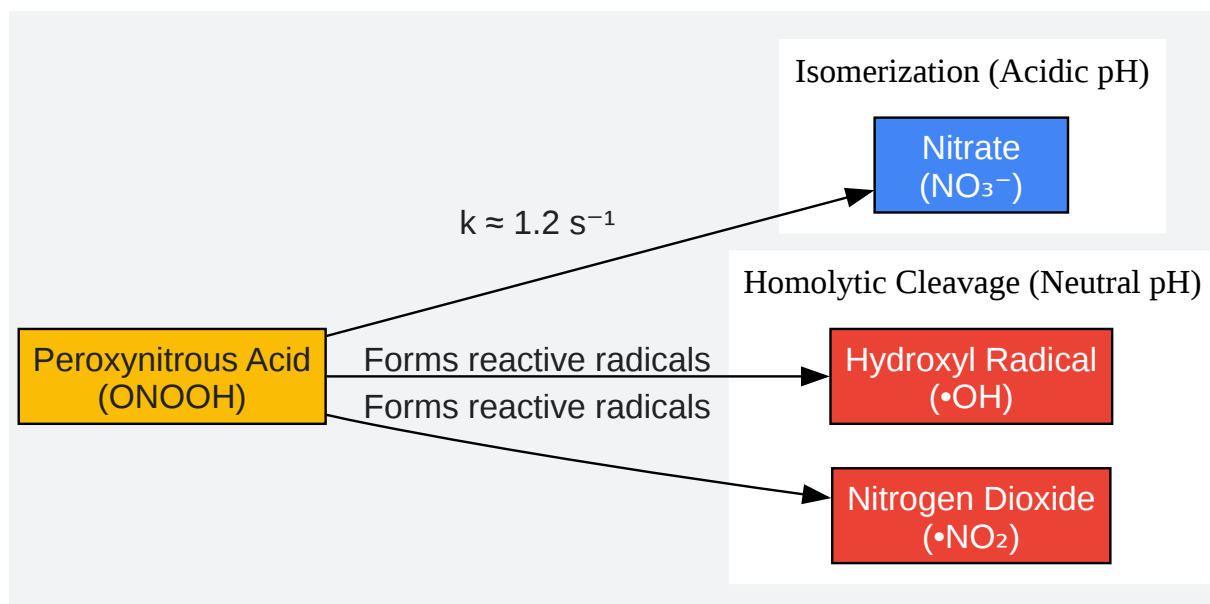 Isomerization (Acidic pH)
Nitrate
(NO₃⁻)
k ≈ 1.2 s⁻¹
Homolytic Cleavage (Neutral pH)
Peroxynitrous Acid
(ONOOH)
Forms reactive radicals
Forms reactive radicals
Hydroxyl Radical
(•OH)
Nitrogen Dioxide
(•NO₂)